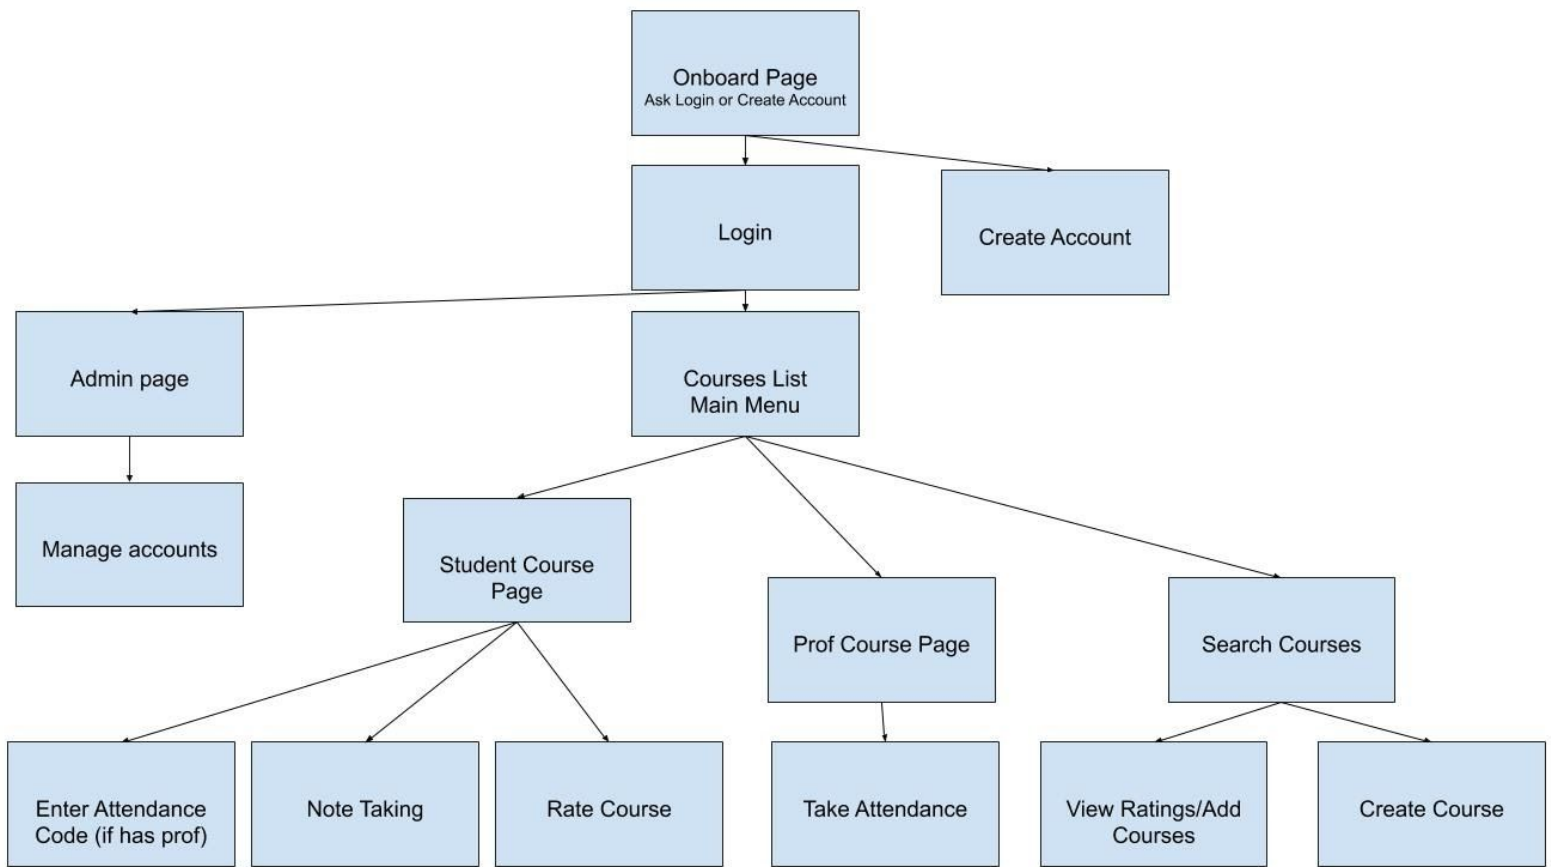 Onboard Page
Ask Login or Create Account
Login
Create Account
Admin page
Courses List
Main Menu
Manage accounts
Student Course
Page
Prof Course Page
Search Courses
Enter Attendance
Code (if has prof)
Note Taking
Rate Course
Take Attendance
View Ratings/Add
Courses
Create Course